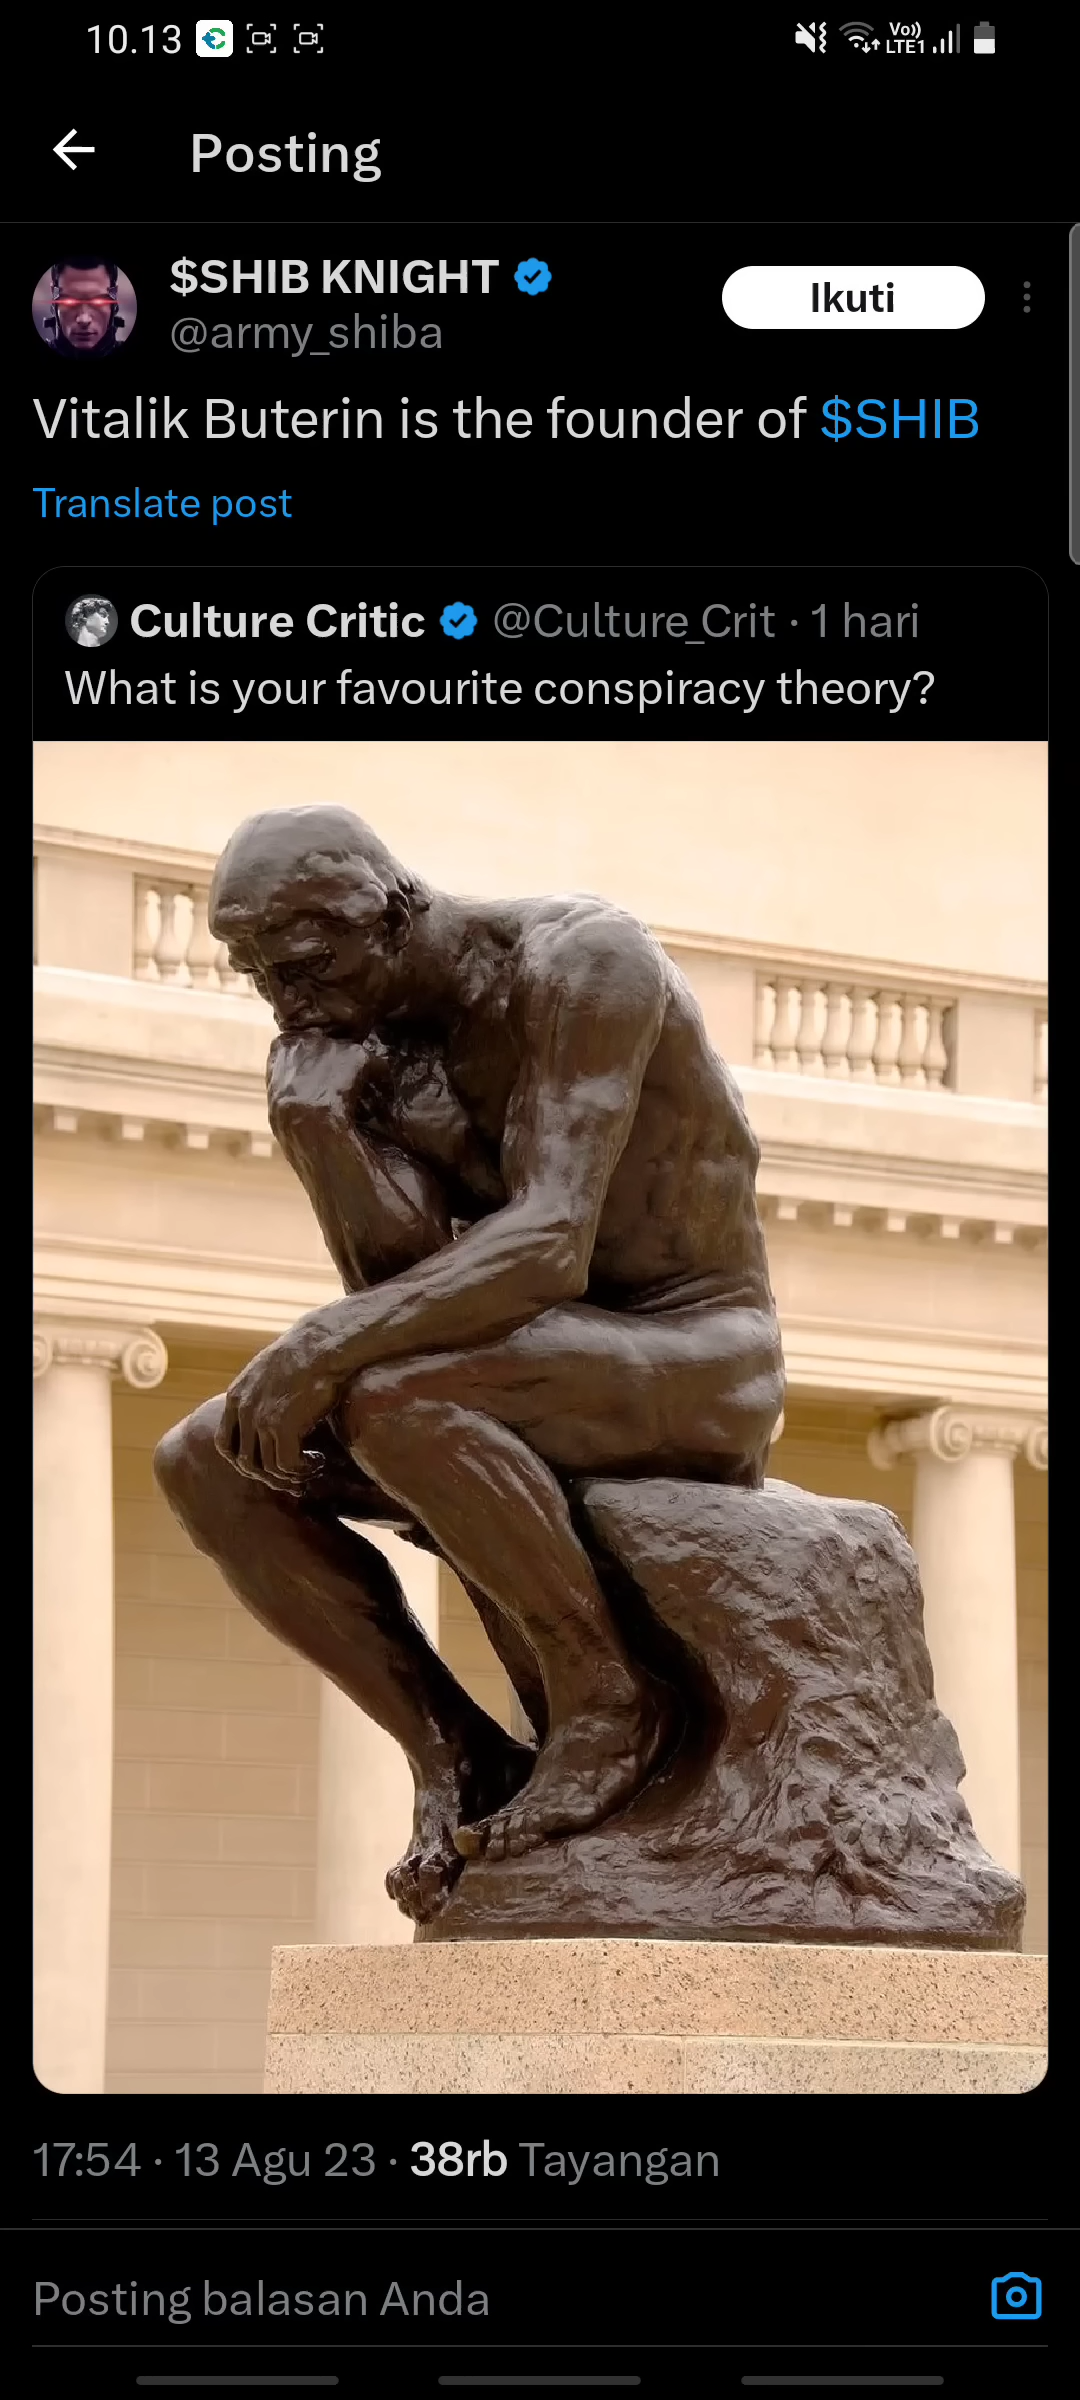 10.13
Vo))
LTE1
Posting
$SHIB KNIGHT
@army_shiba
Ikuti
Vitalik Buterin is the founder of $SHIB
Translate post
Culture Critic @Culture_Crit · 1 hari
What is your favourite conspiracy theory?
17:54 · 13 Agu 23 · 38rb Tayangan
Posting balasan Anda